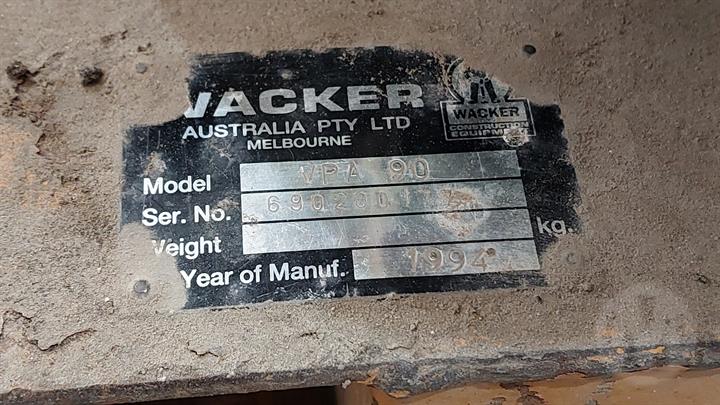 WACKER
AUSTRALIA PTY LTD
MELBOURNE
WACKER
CONSTRUCTION
EQUIPMENT
Model VPA 90
Ser. No.
Weight kg.
Year of Manuf. 1994